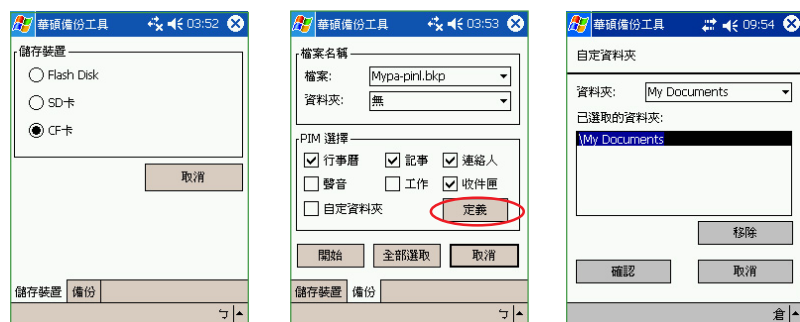 華碩備份工具 03:52
儲存裝置
Flash Disk
SD卡
CF卡
取消
儲存裝置 備份
ㄅ
華碩備份工具 03:53
檔案名稱
檔案: Mypa-pinl.bkp
資料夾: 無
PIM 選擇
行事曆 記事 連絡人
聲音 工作 收件匣
自定資料夾 定義
開始 全部選取 取消
儲存裝置 備份
ㄅ
華碩備份工具 09:54
自定資料夾
資料夾: My Documents
已選取的資料夾:
\My Documents
移除
確認 取消
倉